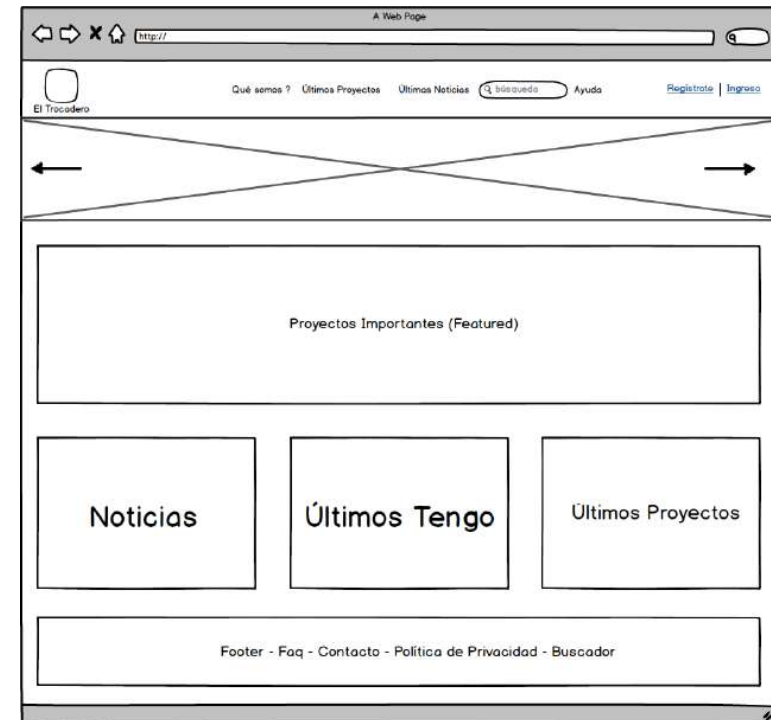 A Web Page
http://
El Trocadero
Qué somos ? Últimos Proyectos Últimas Noticias búsqueda Ayuda Registrate | Ingreso
Proyectos Importantes (Featured)
Noticias Últimos Tengo Últimos Proyectos
Footer - Faq - Contacto - Política de Privacidad - Buscador